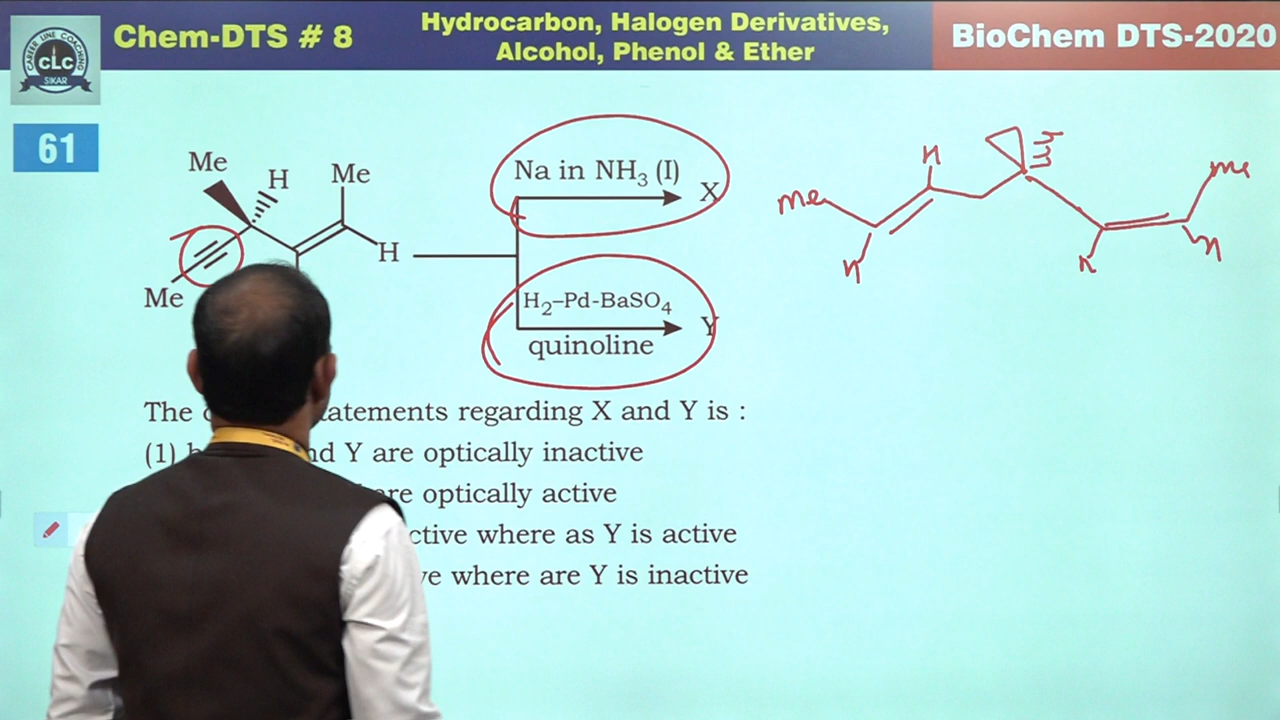 Chem-DTS # 8
Hydrocarbon, Halogen Derivatives,
Alcohol, Phenol & Ether
BioChem DTS-2020
CAREER LINE COACHING
CLC
SIKAR
61
Me
H
Me
H
Me
Na in NH3 (I)
X
H2–Pd-BaSO4
quinoline
Y
me
H
H
H
me
H
The atements regarding X and Y is :
(1) nd Y are optically inactive
are optically active
ctive where as Y is active
ve where are Y is inactive